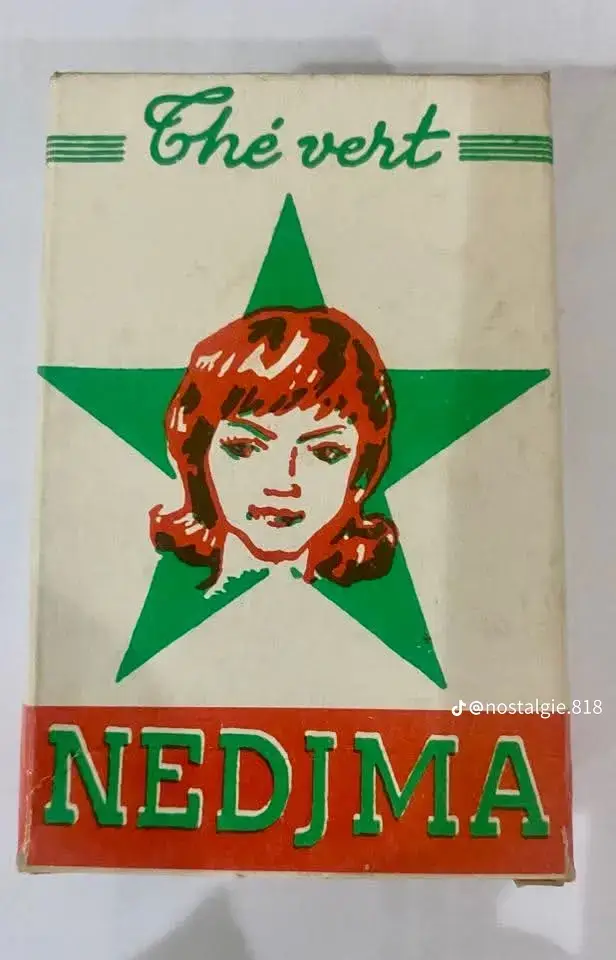 Thé vert
@nostalgie.818
NEDJMA